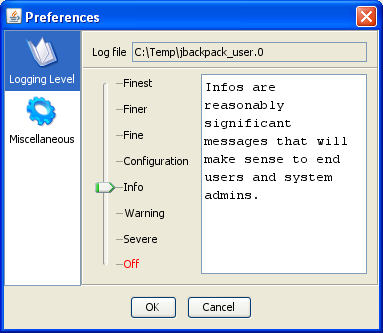 Preferences
Logging Level
Miscellaneous
Log file C:\Temp\jbackpack_user.0
Finest
Finer
Fine
Configuration
Info
Warning
Severe
Off
Infos are
reasonably
significant
messages that will
make sense to end
users and system
admins.
OK Cancel